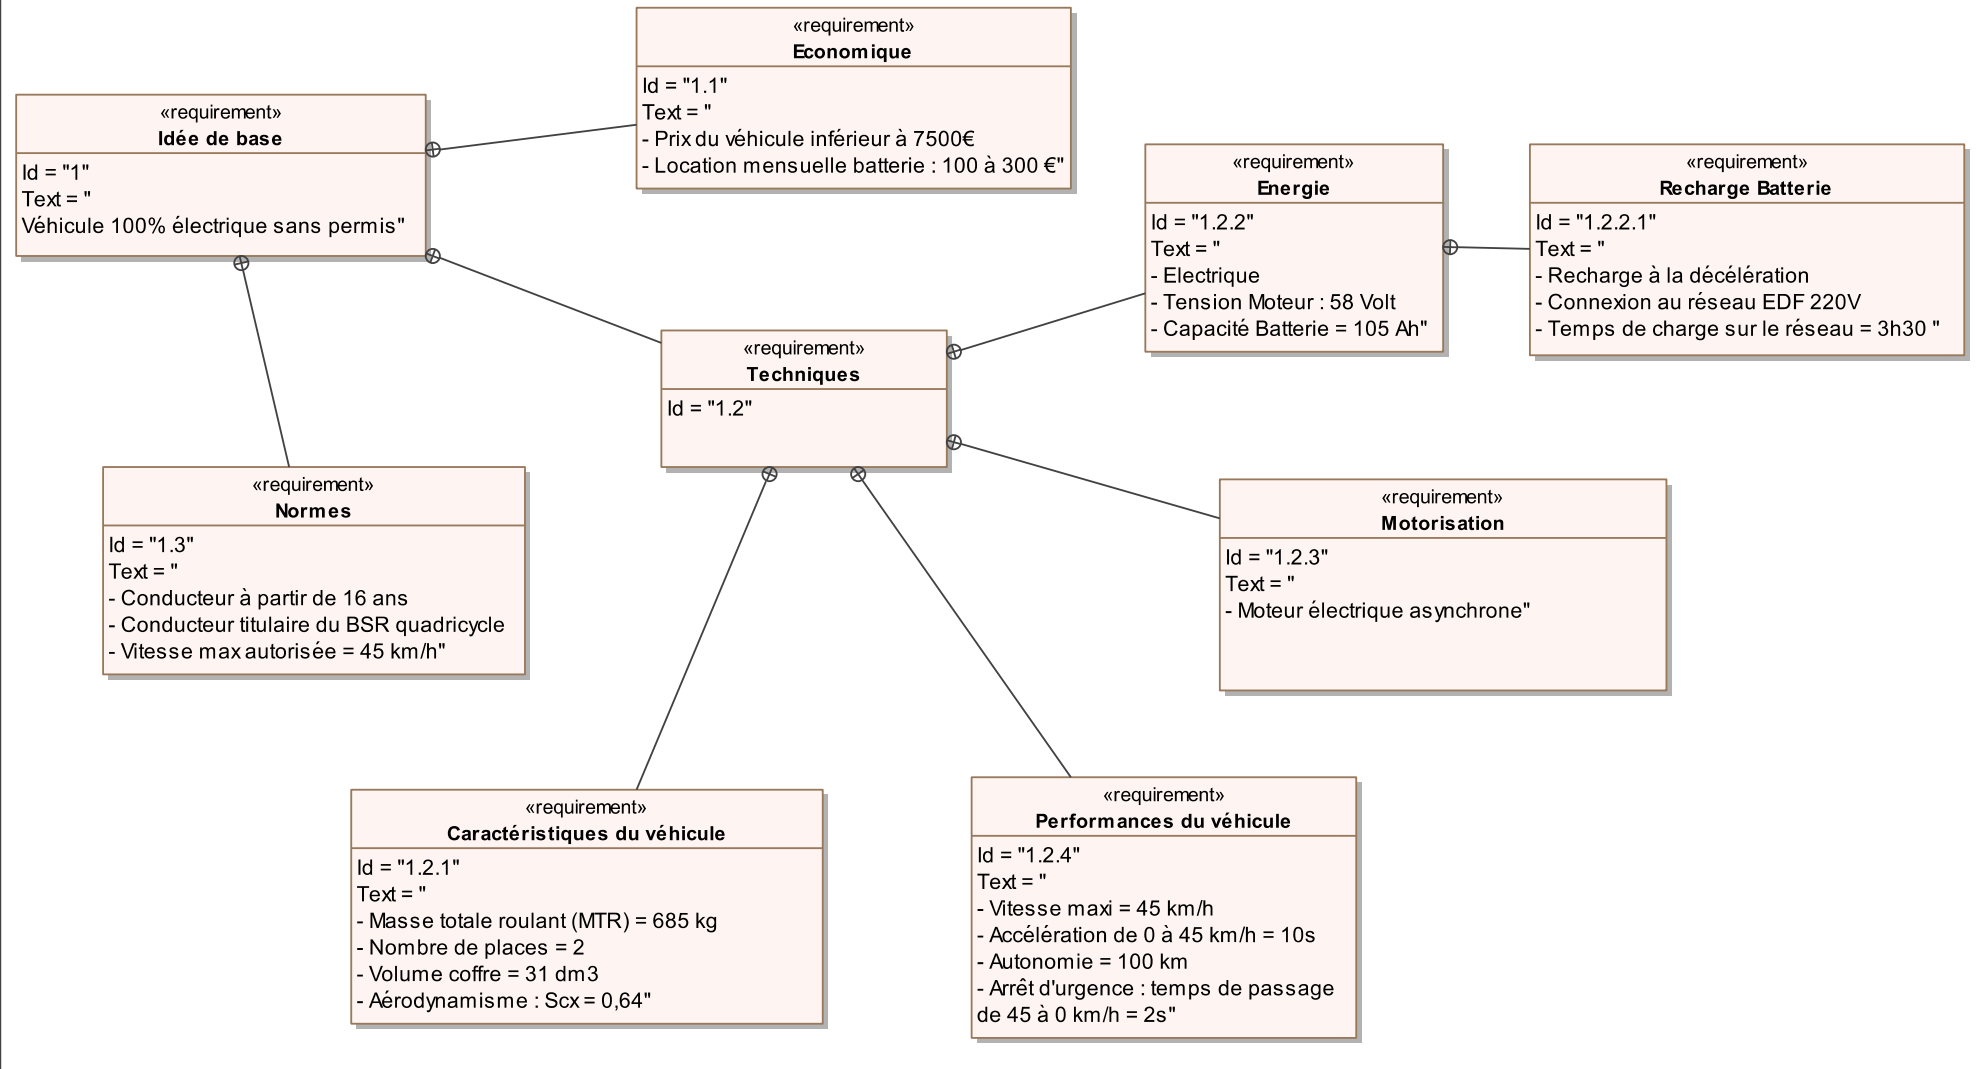 «requirement»
Economique
Id = "1.1"
Text = "
- Prix du véhicule inférieur à 7500€
- Location mensuelle batterie : 100 à 300 €"
«requirement»
Idée de base
Id = "1"
Text = "
Véhicule 100% électrique sans permis"
«requirement»
Energie
Id = "1.2.2"
Text = "
- Electrique
- Tension Moteur : 58 Volt
- Capacité Batterie = 105 Ah"
«requirement»
Recharge Batterie
Id = "1.2.2.1"
Text = "
- Recharge à la décélération
- Connexion au réseau EDF 220V
- Temps de charge sur le réseau = 3h30 "
«requirement»
Techniques
Id = "1.2"
«requirement»
Normes
Id = "1.3"
Text = "
- Conducteur à partir de 16 ans
- Conducteur titulaire du BSR quadricycle
- Vitesse max autorisée = 45 km/h"
«requirement»
Motorisation
Id = "1.2.3"
Text = "
- Moteur électrique asynchrone"
«requirement»
Caractéristiques du véhicule
Id = "1.2.1"
Text = "
- Masse totale roulant (MTR) = 685 kg
- Nombre de places = 2
- Volume coffre = 31 dm3
- Aérodynamisme : Scx = 0,64"
«requirement»
Performances du véhicule
Id = "1.2.4"
Text = "
- Vitesse maxi = 45 km/h
- Accélération de 0 à 45 km/h = 10s
- Autonomie = 100 km
- Arrêt d'urgence : temps de passage
de 45 à 0 km/h = 2s"